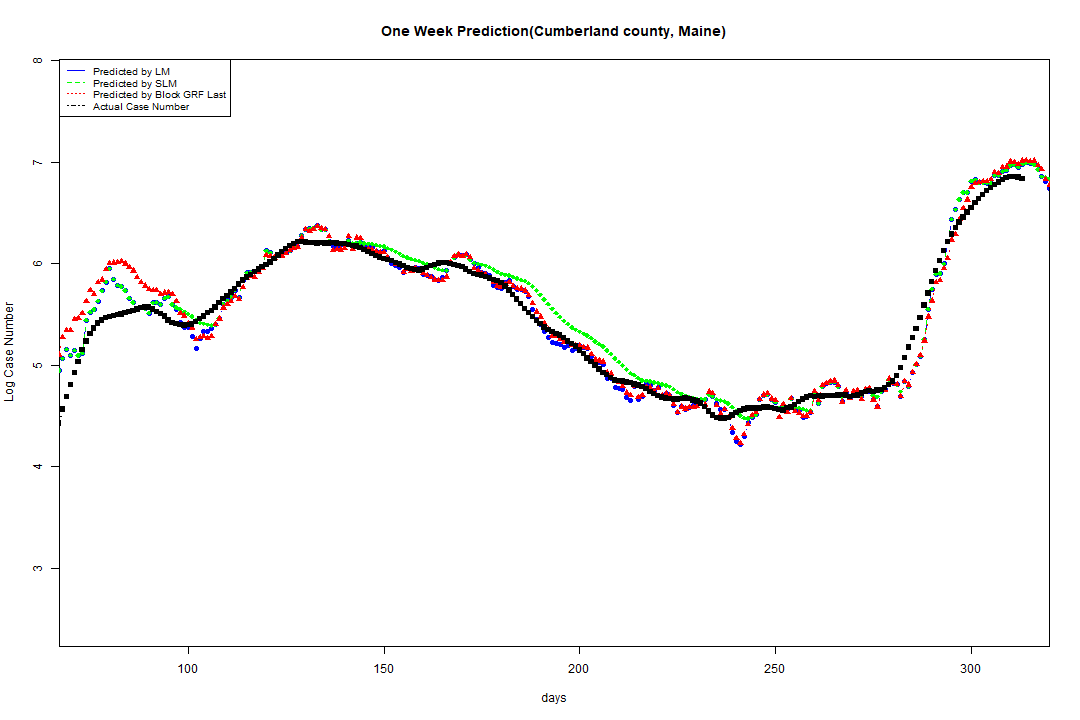 One Week Prediction(Cumberland county, Maine)
Predicted by LM
Predicted by SLM
Predicted by Block GRF Last
Actual Case Number
8
7
6
5
4
3
Log Case Number
100 150 200 250 300
days